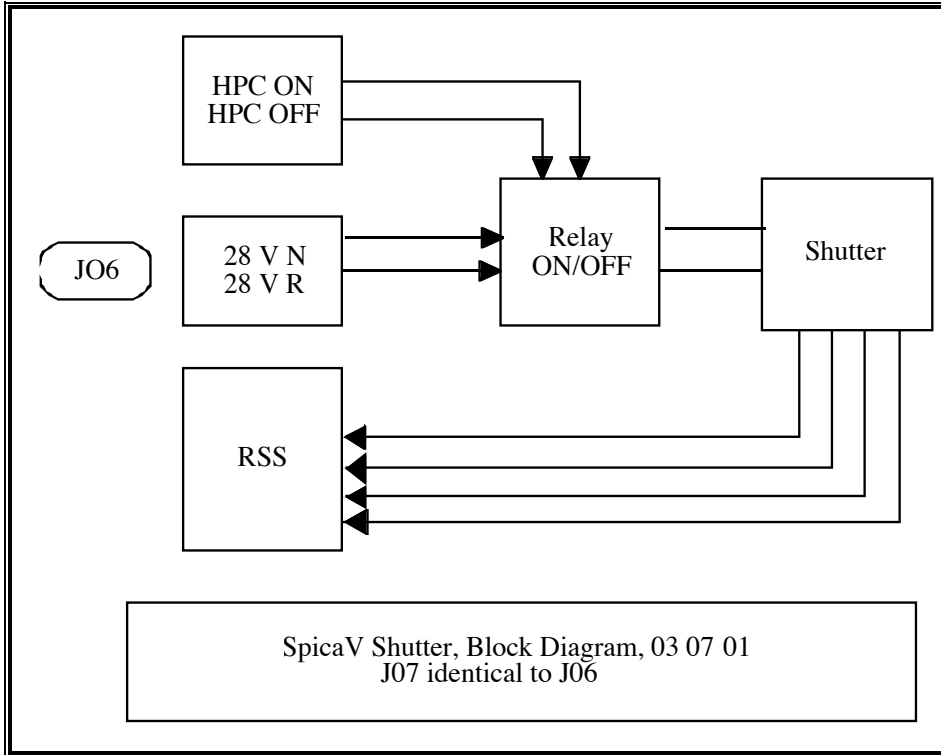 HPC ON
HPC OFF
28 V N
28 V R
JO6
Relay
ON/OFF
Shutter
RSS
SpicaV Shutter, Block Diagram, 03 07 01
J07 identical to J06